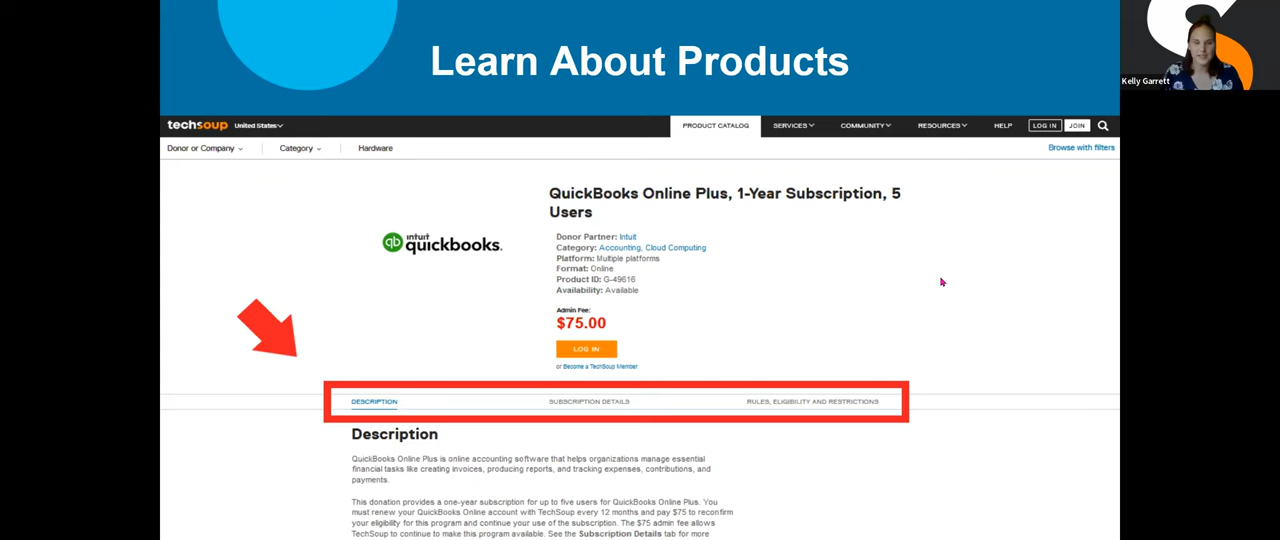 Learn About Products
Kelly Garrett
techsoup United States
PRODUCT CATALOG SERVICES COMMUNITY RESOURCES HELP LOG IN JOIN
Donor or Company Category Hardware Browse with filters
QuickBooks Online Plus, 1-Year Subscription, 5
Users
qb intuit quickbooks.
Donor Partner: Intuit
Category: Accounting, Cloud Computing
Platform: Multiple platforms
Format: Online
Product ID: G-49616
Availability: Available
Admin Fee:
$75.00
LOG IN
or Become a TechSoup Member
DESCRIPTION SUBSCRIPTION DETAILS RULES, ELIGIBILITY AND RESTRICTIONS
Description
QuickBooks Online Plus is online accounting software that helps organizations manage essential
financial tasks like creating invoices, producing reports, and tracking expenses, contributions, and
payments.
This donation provides a one-year subscription for up to five users for QuickBooks Online Plus. You
must renew your QuickBooks Online account with TechSoup every 12 months and pay $75 to reconfirm
your eligibility for this program and continue your use of the subscription. The $75 admin fee allows
TechSoup to continue to make this program available. See the Subscription Details tab for more